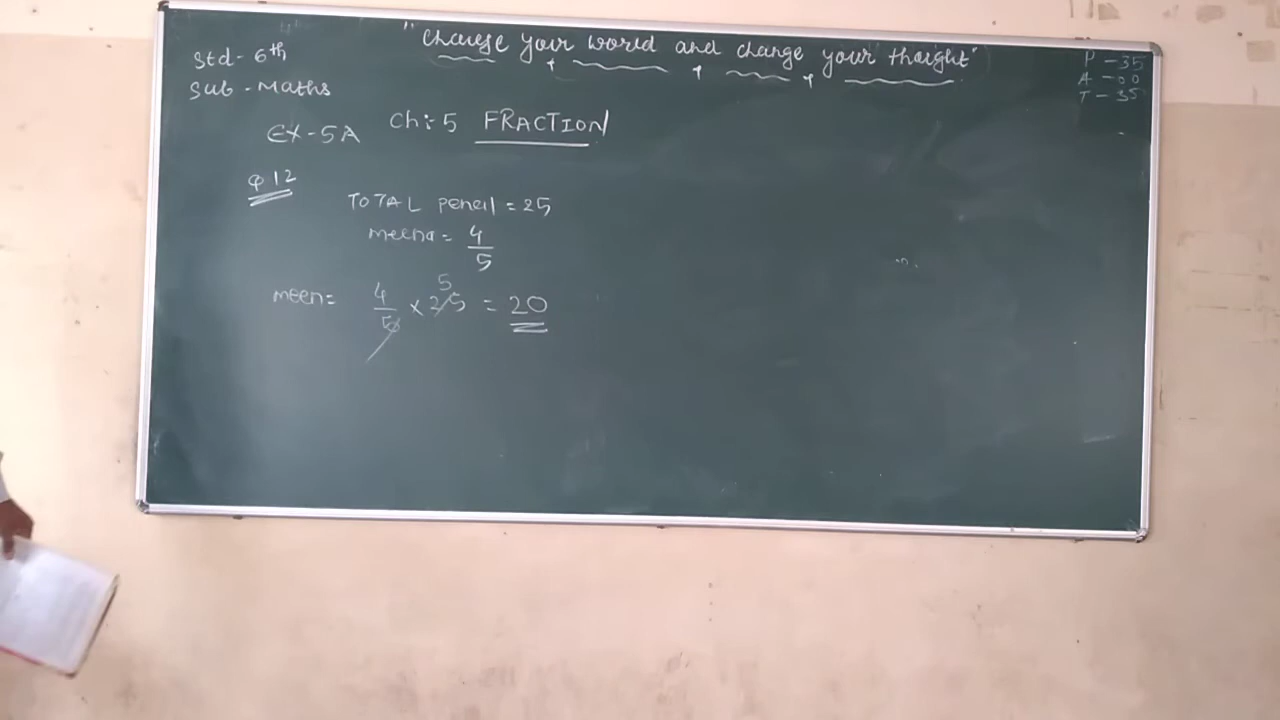 "Change your world and change your thought"
Std- 6th
Sub - Maths
P - 35
A - 00
T - 35
Ch:- 5 FRACTION
EX - 5A
Q.12
TOTAL pencil = 25
meena = 4/5
meen = 4/5 × 25 5 = 20